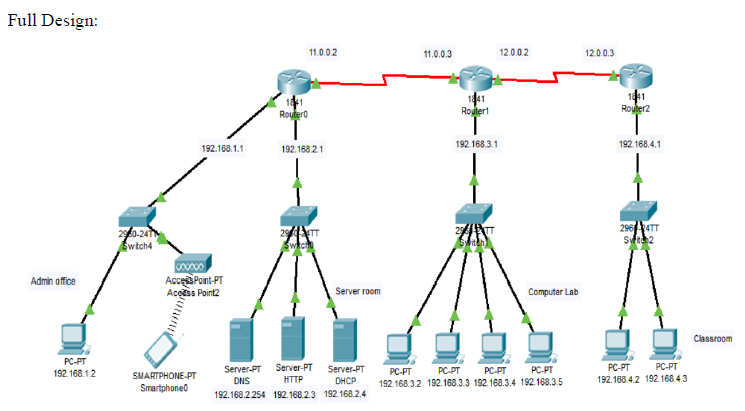 Full Design:
11.0.0.2
11.0.0.3
12.0.0.2
12.0.0.3
1841
Router0
1841
Router1
1841
Router2
192.168.1.1
192.168.2.1
192.168.3.1
192.168.4.1
2960-24TT
Switch4
2960-24TT
Switch0
2960-24TT
Switch1
2960-24TT
Switch2
AccessPoint-PT
Access Point2
Admin office
Server room
Computer Lab
Classroom
PC-PT
192.168.1.2
SMARTPHONE-PT
Smartphone0
Server-PT
DNS
192.168.2.254
Server-PT
HTTP
192.168.2.3
Server-PT
DHCP
192.168.2.4
PC-PT
192.168.3.2
PC-PT
192.168.3.3
PC-PT
192.168.3.4
PC-PT
192.168.3.5
PC-PT
192.168.4.2
PC-PT
192.168.4.3